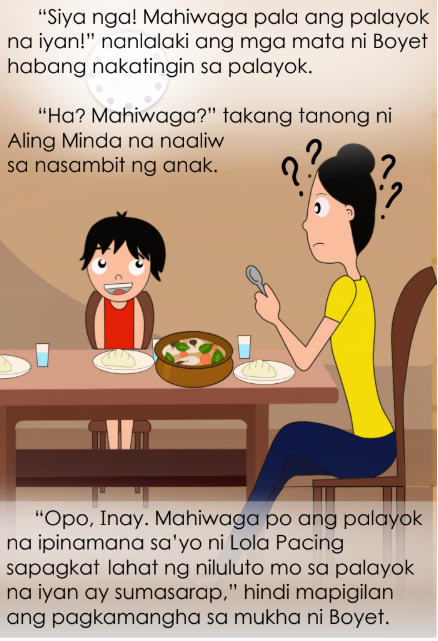 “Siya nga! Mahiwaga pala ang palayok
na iyan!” nanlalaki ang mga mata ni Boyet
habang nakatingin sa palayok.
“Ha? Mahiwaga?” takang tanong ni
Aling Minda na naaliw
sa nasambit ng anak.
? ? ? ?
“Opo, Inay. Mahiwaga po ang palayok
na ipinamana sa’yo ni Lola Pacing
sapagkat lahat ng niluluto mo sa palayok
na iyan ay sumasarap,” hindi mapigilan
ang pagkamangha sa mukha ni Boyet.